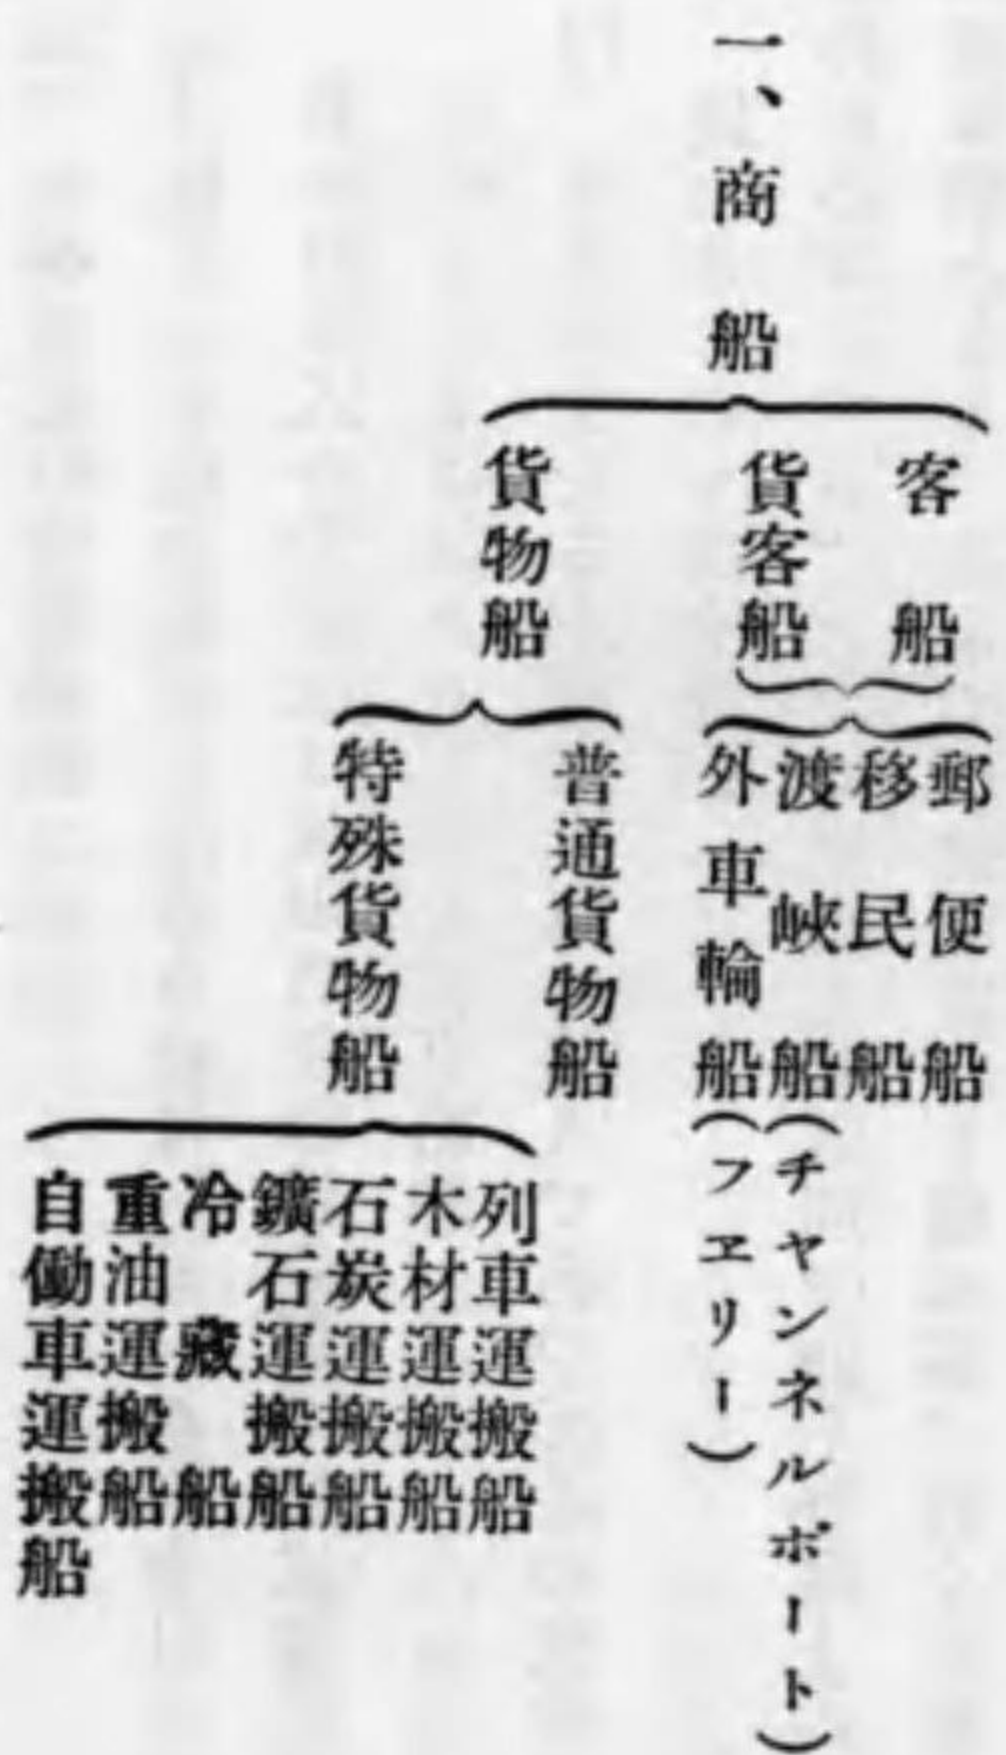 一、商船
客船
貨客船
郵便船
移民船
渡峽船(チヤンネルボート)
外車輪船(フヱリー)
貨物船
普通貨物船
特殊貨物船
列車運搬船
木材運搬船
石炭運搬船
鑛石運搬船
冷藏船
重油運搬船
自働車運搬船